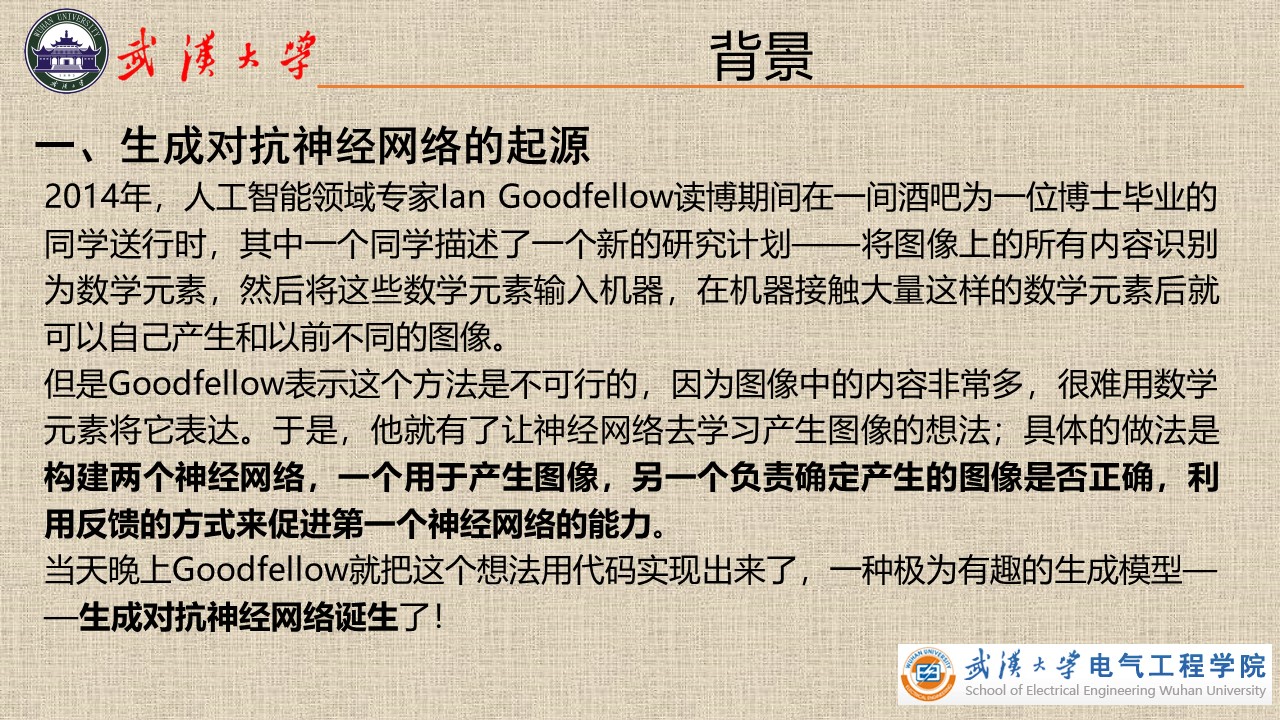 WUHAN UNIVERSITY
1893
武汉大学
武漢大学
背景
一、生成对抗神经网络的起源
2014年，人工智能领域专家Ian Goodfellow读博期间在一间酒吧为一位博士毕业的
同学送行时，其中一个同学描述了一个新的研究计划——将图像上的所有内容识别
为数学元素，然后将这些数学元素输入机器，在机器接触大量这样的数学元素后就
可以自己产生和以前不同的图像。
但是Goodfellow表示这个方法是不可行的，因为图像中的内容非常多，很难用数学
元素将它表达。于是，他就有了让神经网络去学习产生图像的想法；具体的做法是
构建两个神经网络，一个用于产生图像，另一个负责确定产生的图像是否正确，利
用反馈的方式来促进第一个神经网络的能力。
当天晚上Goodfellow就把这个想法用代码实现出来了，一种极为有趣的生成模型—
—生成对抗神经网络诞生了！
WUHAN UNIVERSITY
武漢大学电气工程学院
School of Electrical Engineering Wuhan University